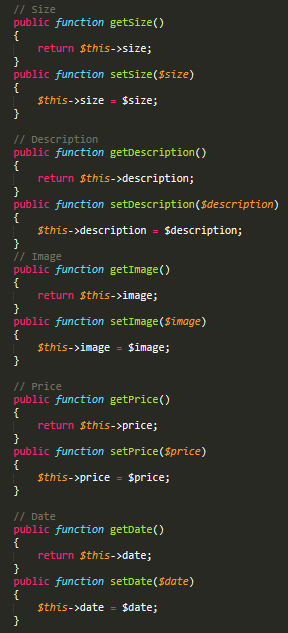 // Size
public function getSize()
{
    return $this->size;
}
public function setSize($size)
{
    $this->size = $size;
}

// Description
public function getDescription()
{
    return $this->description;
}
public function setDescription($description)
{
    $this->description = $description;
}
// Image
public function getImage()
{
    return $this->image;
}
public function setImage($image)
{
    $this->image = $image;
}

// Price
public function getPrice()
{
    return $this->price;
}
public function setPrice($price)
{
    $this->price = $price;
}

// Date
public function getDate()
{
    return $this->date;
}
public function setDate($date)
{
    $this->date = $date;
}